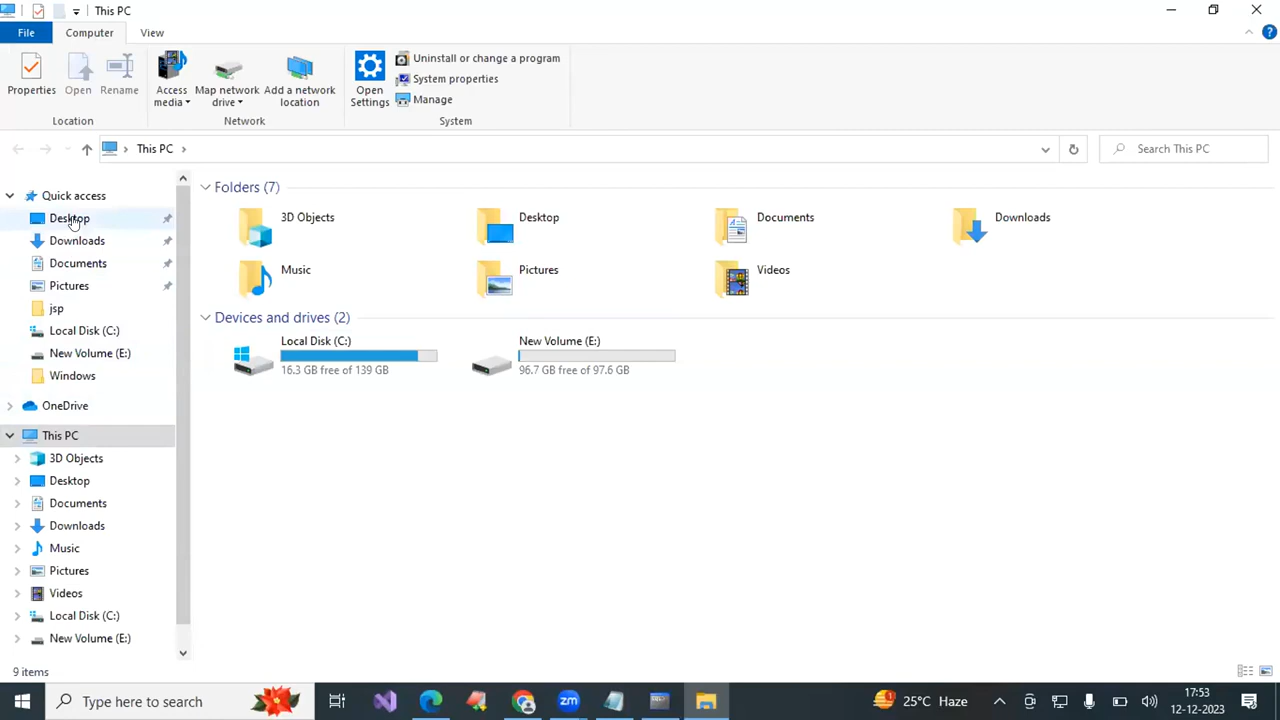 This PC
File Computer View
Properties Open Rename Access media Map network drive Add a network location Open Settings Uninstall or change a program
System properties
Manage
Location Network System
This PC Search This PC
Quick access
Desktop
Downloads
Documents
Pictures
jsp
Local Disk (C:)
New Volume (E:)
Windows
OneDrive
This PC
3D Objects
Desktop
Documents
Downloads
Music
Pictures
Videos
Local Disk (C:)
New Volume (E:)
Folders (7)
3D Objects Desktop Documents Downloads
Music Pictures Videos
Devices and drives (2)
Local Disk (C:) New Volume (E:)
16.3 GB free of 139 GB 96.7 GB free of 97.6 GB
9 items
Type here to search zm 25°C Haze 17:53
12-12-2023